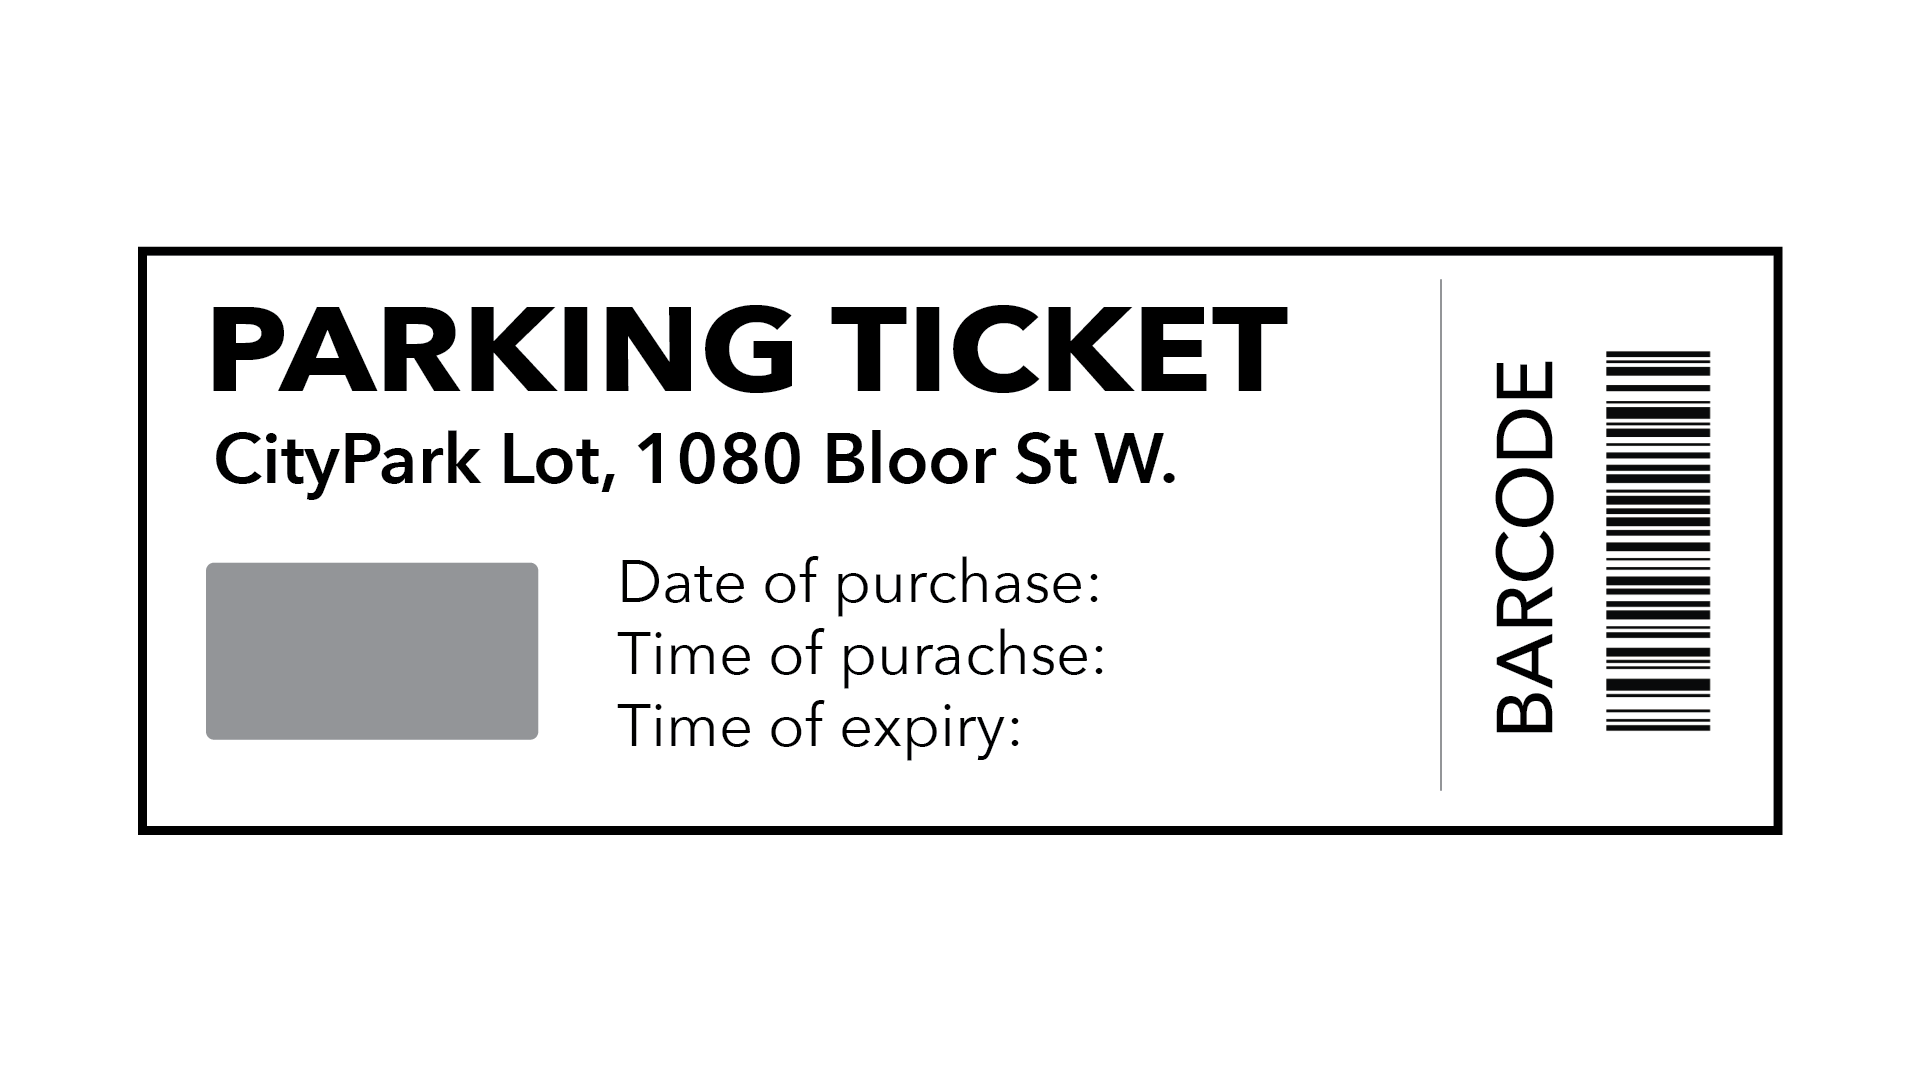 PARKING TICKET
CityPark Lot, 1080 Bloor St W.
Date of purchase:
Time of purachse:
Time of expiry:
BARCODE